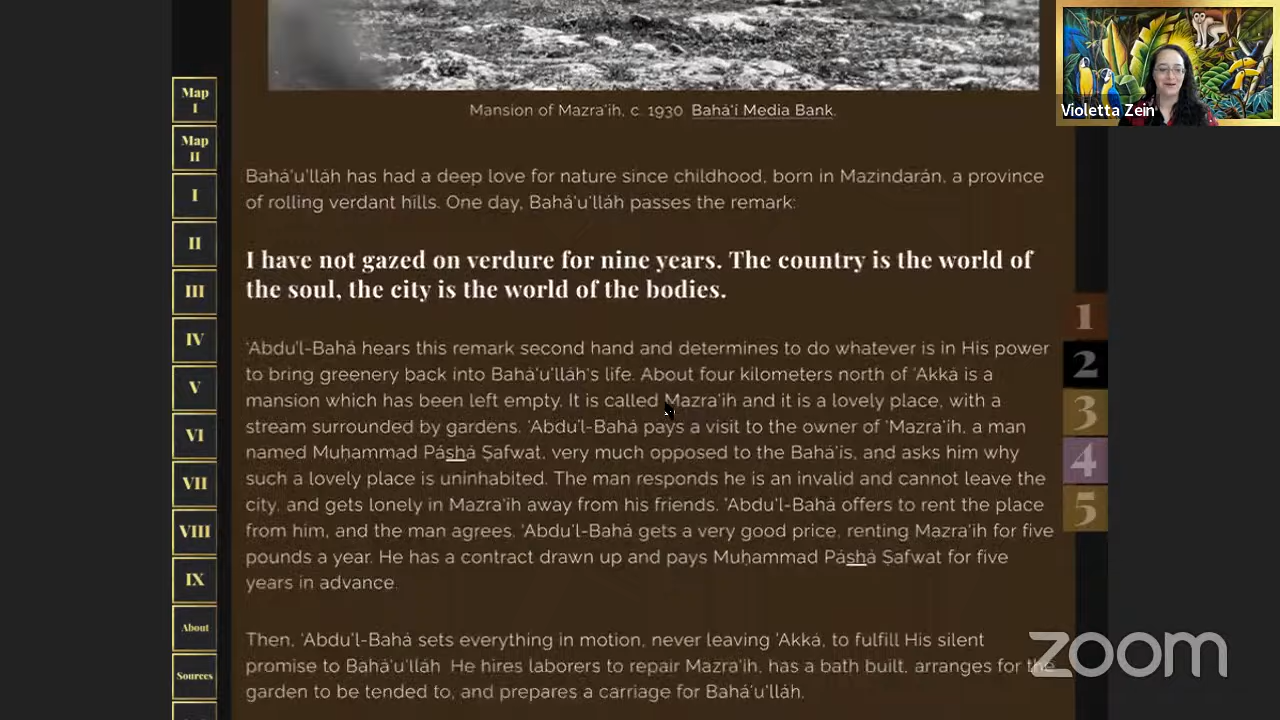 Mansion of Mazra'ih, c. 1930 Bahá'í Media Bank.
Bahá'u'lláh has had a deep love for nature since childhood, born in Mazindarán, a province
of rolling verdant hills. One day, Bahá'u'lláh passes the remark:
I have not gazed on verdure for nine years. The country is the world of
the soul, the city is the world of the bodies.
'Abdu'l-Bahá hears this remark second hand and determines to do whatever is in His power
to bring greenery back into Bahá'u'lláh's life. About four kilometers north of 'Akká is a
mansion which has been left empty. It is called Mazra'ih and it is a lovely place, with a
stream surrounded by gardens. 'Abdu'l-Bahá pays a visit to the owner of 'Mazra'ih, a man
named Muḥammad Páshá Ṣafwat, very much opposed to the Bahá'ís, and asks him why
such a lovely place is uninhabited. The man responds he is an invalid and cannot leave the
city, and gets lonely in Mazra'ih away from his friends. 'Abdu'l-Bahá offers to rent the place
from him, and the man agrees. 'Abdu'l-Bahá gets a very good price, renting Mazra'ih for five
pounds a year. He has a contract drawn up and pays Muḥammad Páshá Ṣafwat for five
years in advance.
Then, 'Abdu'l-Bahá sets everything in motion, never leaving 'Akká, to fulfill His silent
promise to Bahá'u'lláh. He hires laborers to repair Mazra'ih, has a bath built, arranges for the
garden to be tended to, and prepares a carriage for Bahá'u'lláh.
Map
I
Map
II
I
II
III
IV
V
VI
VII
VIII
IX
About
Sources
1
2
3
4
5
Violetta Zein
zoom